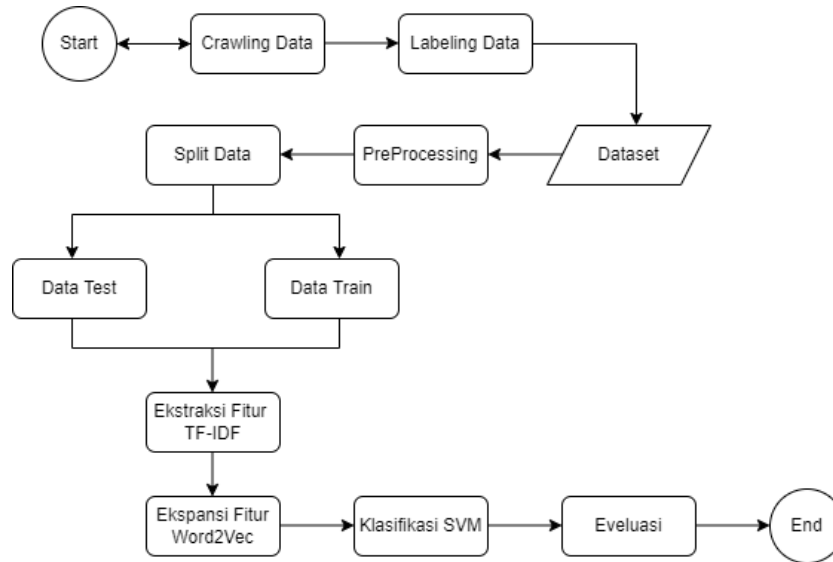 Start
Crawling Data
Labeling Data
Split Data
PreProcessing
Dataset
Data Test
Data Train
Ekstraksi Fitur
TF-IDF
Ekspansi Fitur
Word2Vec
Klasifikasi SVM
Eveluasi
End